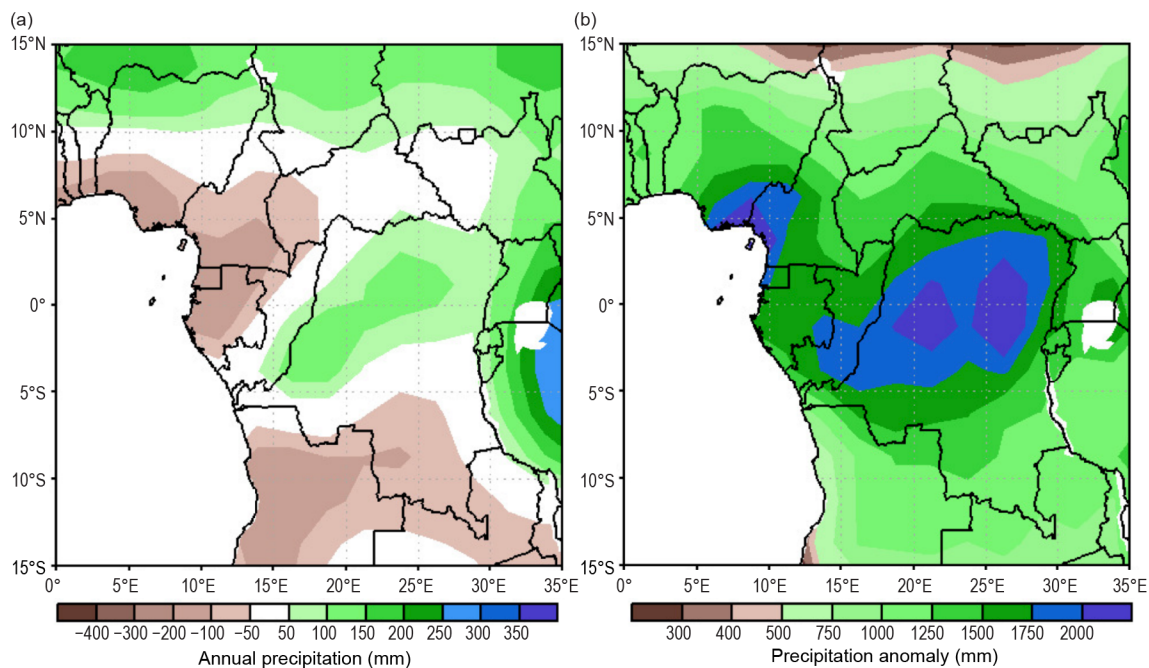 (a) (b)
15°N 15°N
10°N 10°N
5°N 5°N
0° 0°
5°S 5°S
10°S 10°S
15°S 15°S
0° 5°E 10°E 15°E 20°E 25°E 30°E 35°E 0° 5°E 10°E 15°E 20°E 25°E 30°E 35°E
−400 −300 −200 −100 −50 50 100 150 200 250 300 350 300 400 500 750 1000 1250 1500 1750 2000
Annual precipitation (mm) Precipitation anomaly (mm)